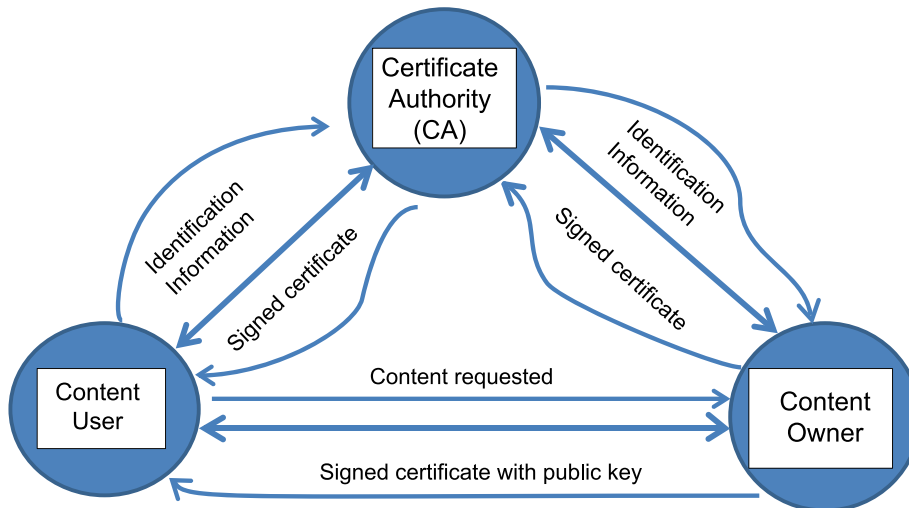 Certificate
Authority
(CA)
Identification
Information
Signed certificate
Identification
Information
Signed certificate
Content
User
Content requested
Content
Owner
Signed certificate with public key